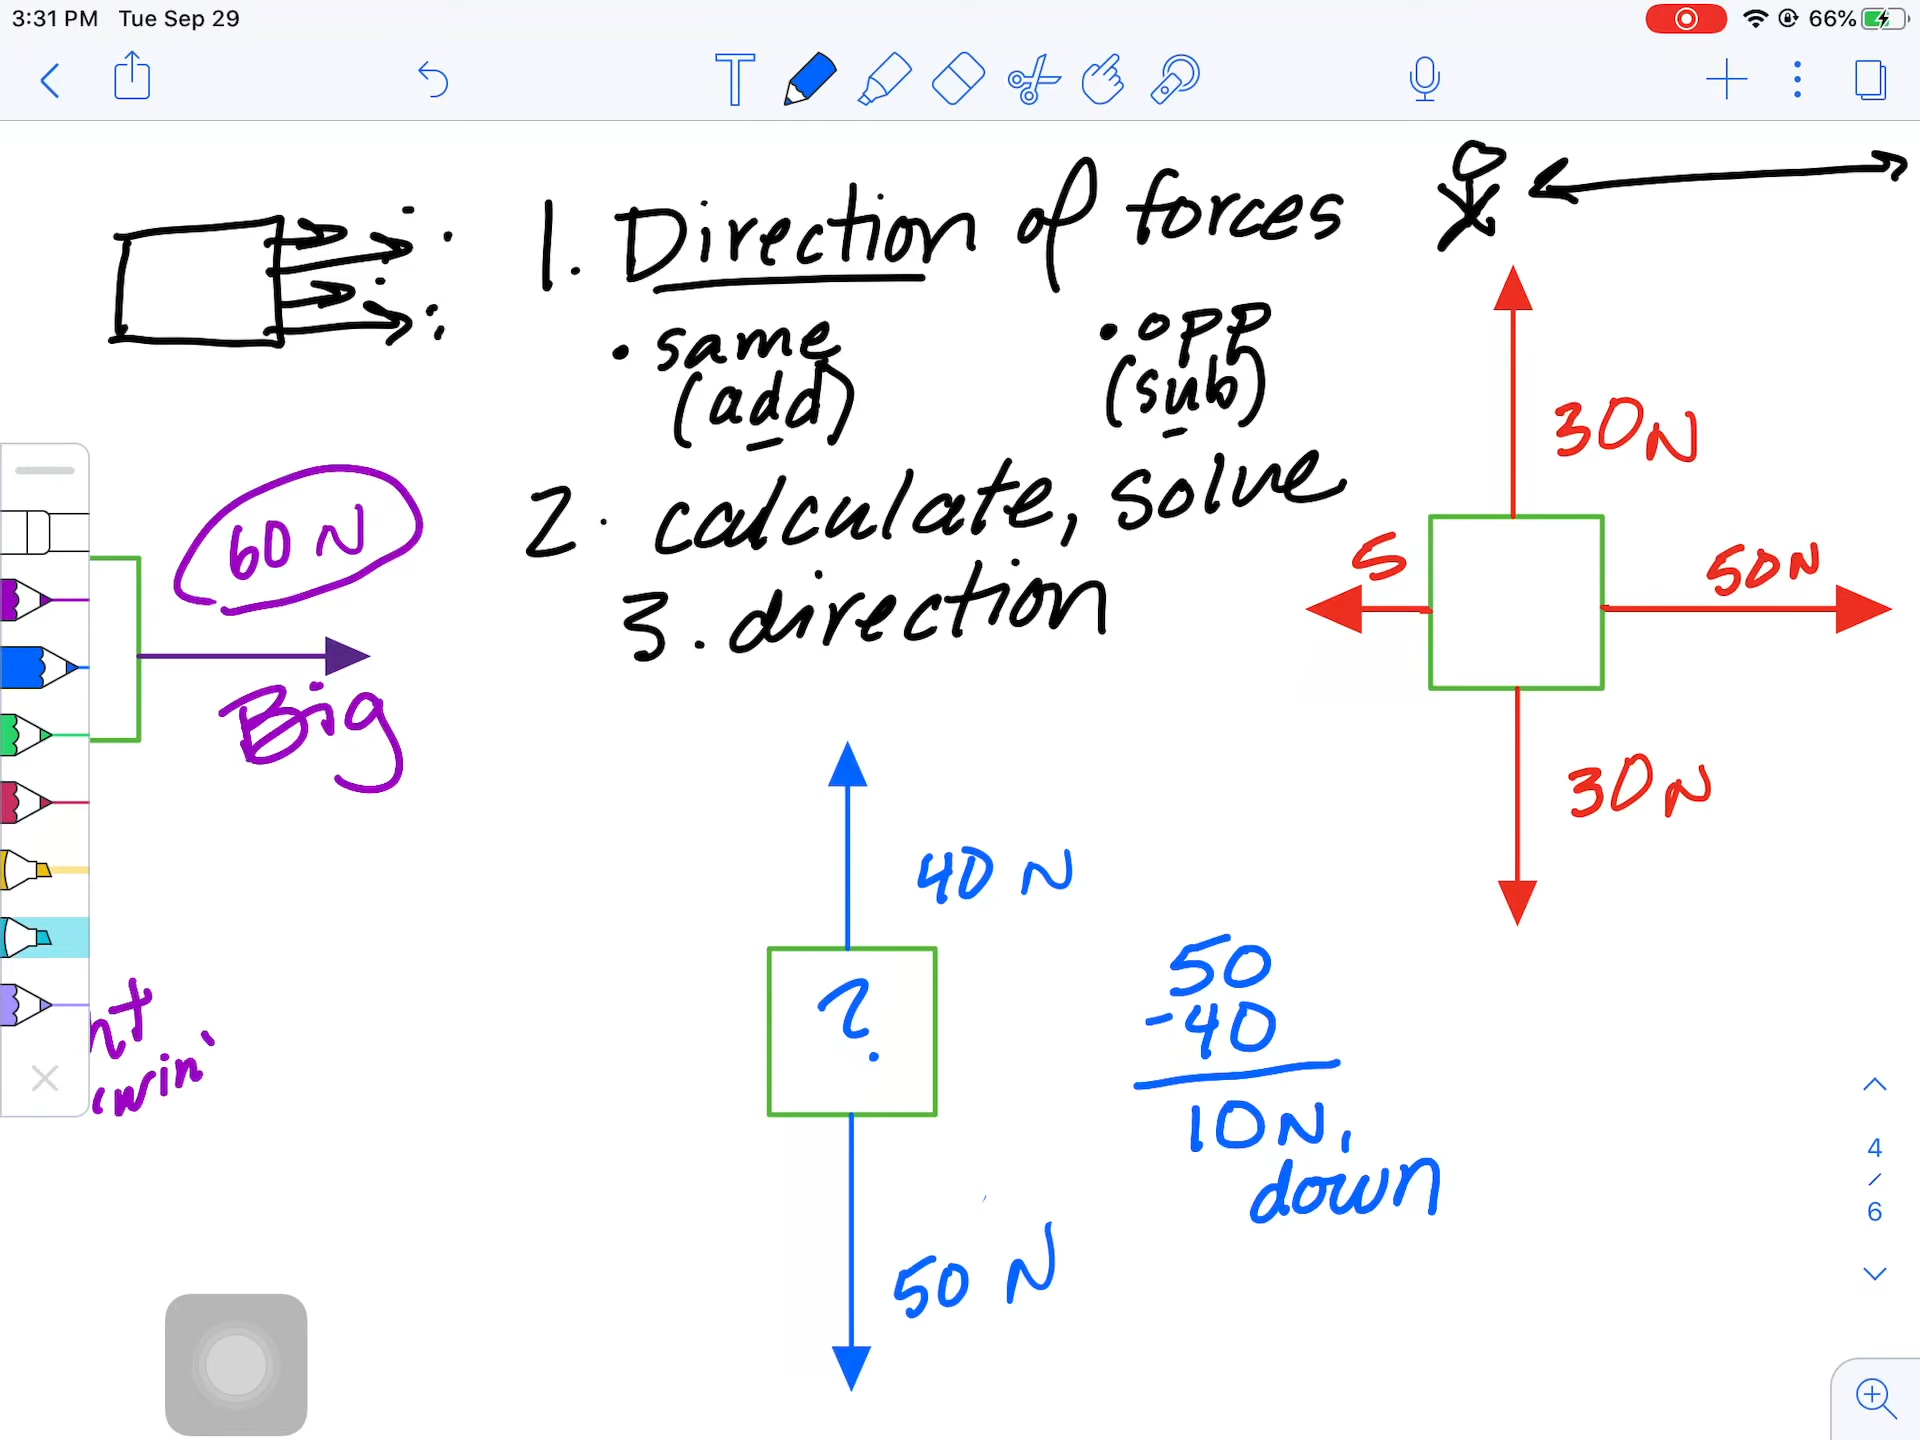 3:31 PM Tue Sep 29
66%
T
1. Direction of forces
• same
(add)
• opp
(sub)
2. calculate, solve
3. direction
60 N
Big
30N
5
50N
30N
40 N
?
50 N
50
-40
10N,
down
4
/
6